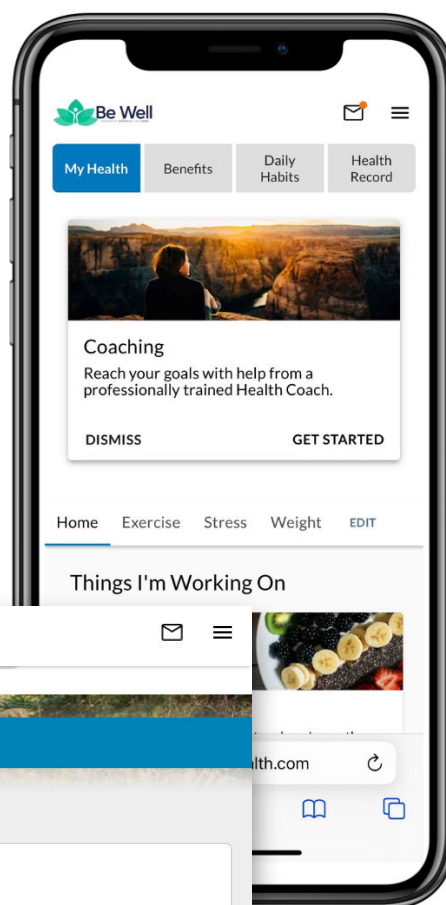 Be Well
My Health
Benefits
Daily
Habits
Health
Record
Coaching
Reach your goals with help from a
professionally trained Health Coach.
DISMISS
GET STARTED
Home Exercise Stress Weight EDIT
Things I'm Working On
lth.com